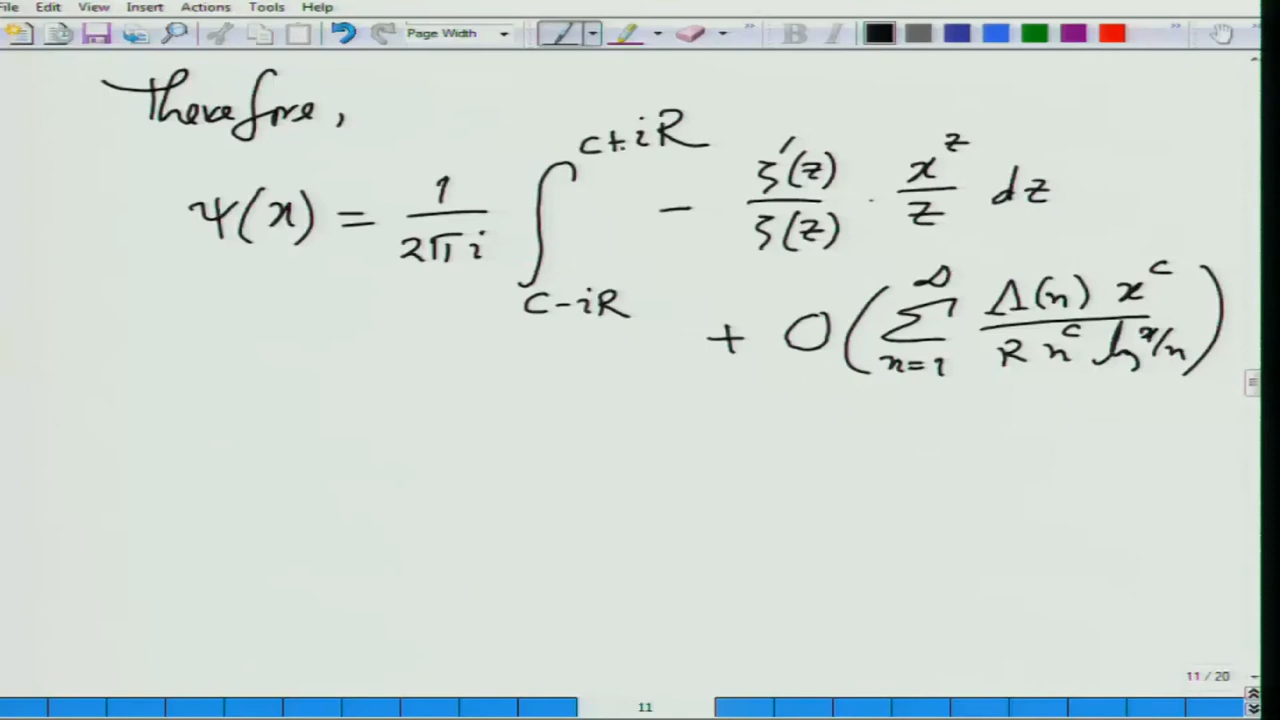 File Edit View Insert Actions Tools Help
Page Width
Therefore,
ψ(x) = 1/2πi ∫_{c-iR}^{c+iR} - ζ'(z)/ζ(z) · x^z/z dz
+ O(∑_{n=1}^{∞} Λ(n) x^c / R n^c log x/n)
11 / 20
11